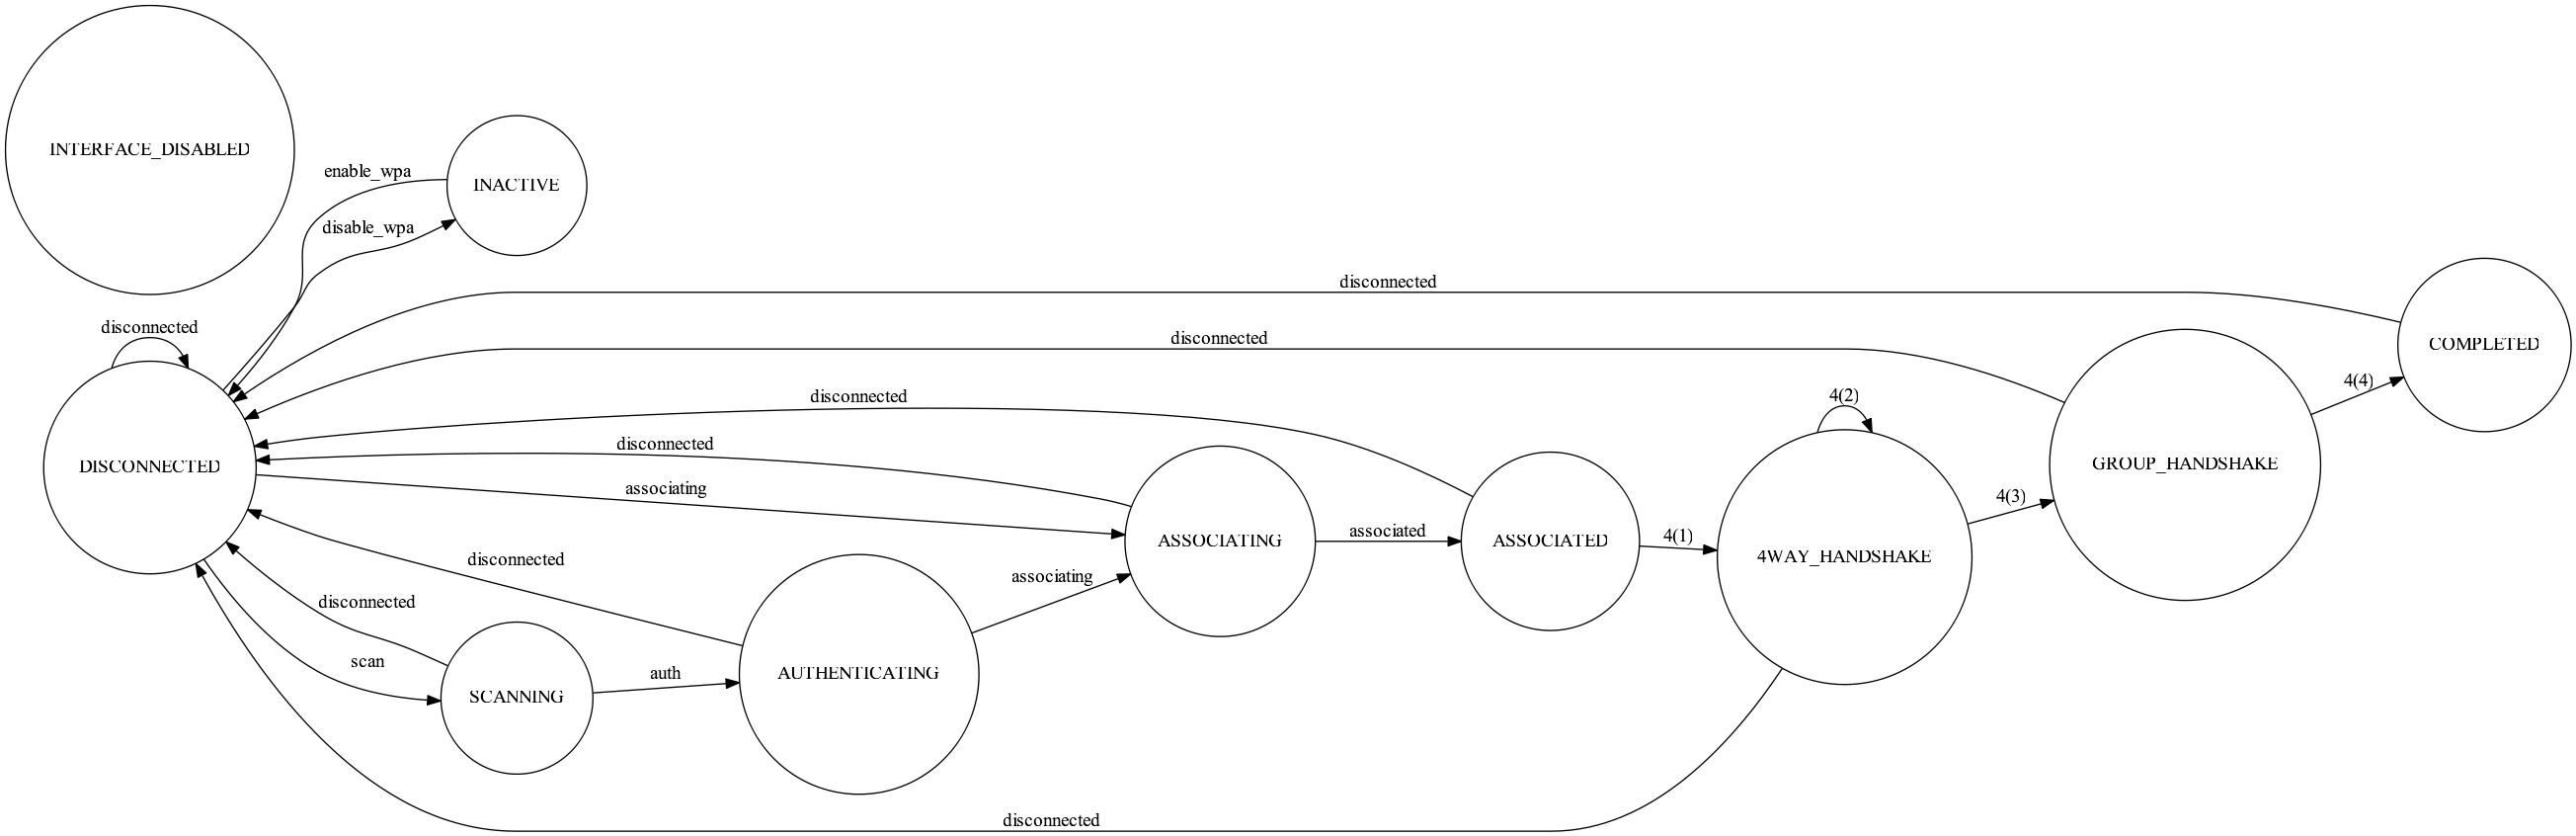 INTERFACE_DISABLED
enable_wpa
INACTIVE
disable_wpa
disconnected
disconnected
disconnected
COMPLETED
disconnected
4(4)
4(2)
disconnected
GROUP_HANDSHAKE
DISCONNECTED
associating
4(3)
associated
4(1)
ASSOCIATING
ASSOCIATED
4WAY_HANDSHAKE
disconnected
associating
disconnected
scan
auth
AUTHENTICATING
SCANNING
disconnected